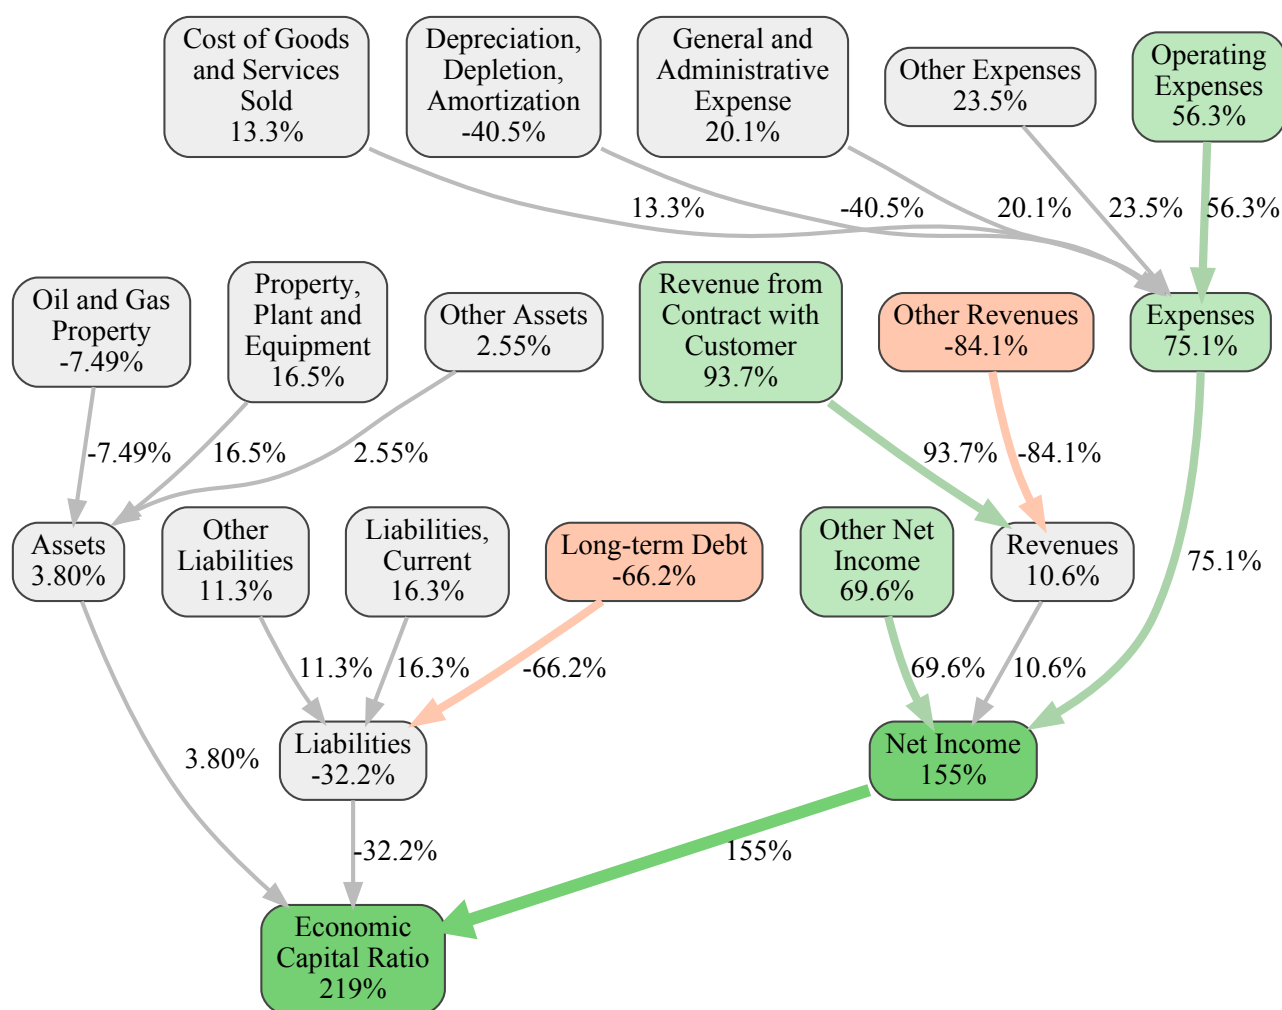 Cost of Goods
and Services
Sold
13.3%
Depreciation,
Depletion,
Amortization
-40.5%
General and
Administrative
Expense
20.1%
Other Expenses
23.5%
Operating
Expenses
56.3%
13.3%
-40.5%
20.1%
23.5%
56.3%
Oil and Gas
Property
-7.49%
Property,
Plant and
Equipment
16.5%
Other Assets
2.55%
Revenue from
Contract with
Customer
93.7%
Other Revenues
-84.1%
Expenses
75.1%
-7.49%
16.5%
2.55%
93.7%
-84.1%
75.1%
Assets
3.80%
Other
Liabilities
11.3%
Liabilities,
Current
16.3%
Long-term Debt
-66.2%
Other Net
Income
69.6%
Revenues
10.6%
11.3%
16.3%
-66.2%
69.6%
10.6%
3.80%
Liabilities
-32.2%
Net Income
155%
-32.2%
155%
Economic
Capital Ratio
219%